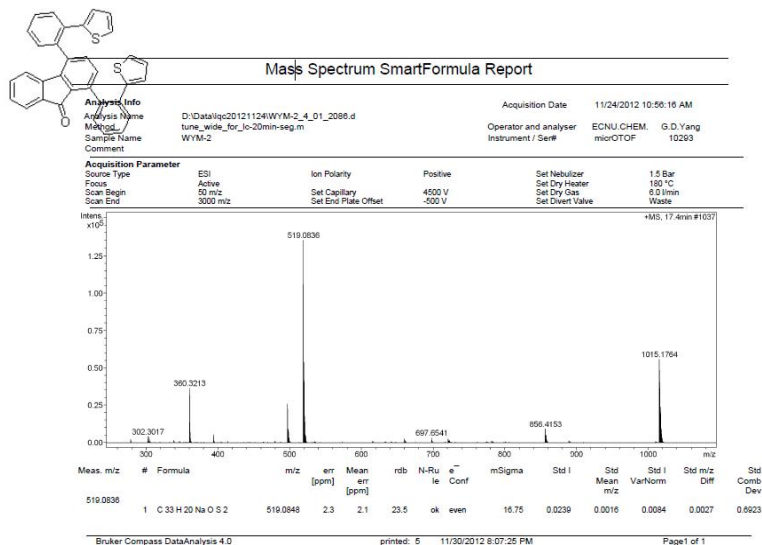 S
S
O
Mass Spectrum SmartFormula Report
Analysis Info
Acquisition Date 11/24/2012 10:56:16 AM
Analysis Name D:\Data\lqc20121124\WYM-2_4_01_2086.d
Method tune_wide_for_lc-20min-seg.m Operator and analyser ECNU.CHEM. G.D.Yang
Sample Name WYM-2 Instrument / Ser# micrOTOF 10293
Comment
Acquisition Parameter
Source Type ESI Ion Polarity Positive Set Nebulizer 1.5 Bar
Focus Active Set Dry Heater 180 °C
Scan Begin 50 m/z Set Capillary 4500 V Set Dry Gas 6.0 l/min
Scan End 3000 m/z Set End Plate Offset -500 V Set Divert Valve Waste
Intens.
x10⁵
+MS, 17.4min #1037
519.0836
1.25
1.00
0.75
1015.1764
0.50
360.3213
0.25
302.3017
697.6541
856.4153
0.00
300 400 500 600 700 800 900 1000 m/z
Meas. m/z # Formula m/z err [ppm] Mean err [ppm] rdb N-Ru le e⁻ Conf mSigma Std I Std Mean m/z Std I VarNorm Std m/z Diff Std Comb Dev
519.0836
1 C 33 H 20 Na O S 2 519.0848 2.3 2.1 23.5 ok even 16.75 0.0239 0.0016 0.0084 0.0027 0.6923
Bruker Compass DataAnalysis 4.0 printed: 5 11/30/2012 8:07:25 PM Page1 of 1